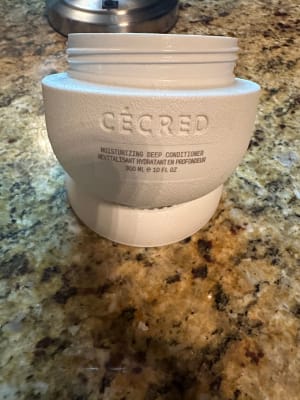 CÉCRED
MOISTURIZING DEEP CONDITIONER
REVITALISANT HYDRATANT EN PROFONDEUR
300 ML ℮ 10 FL OZ